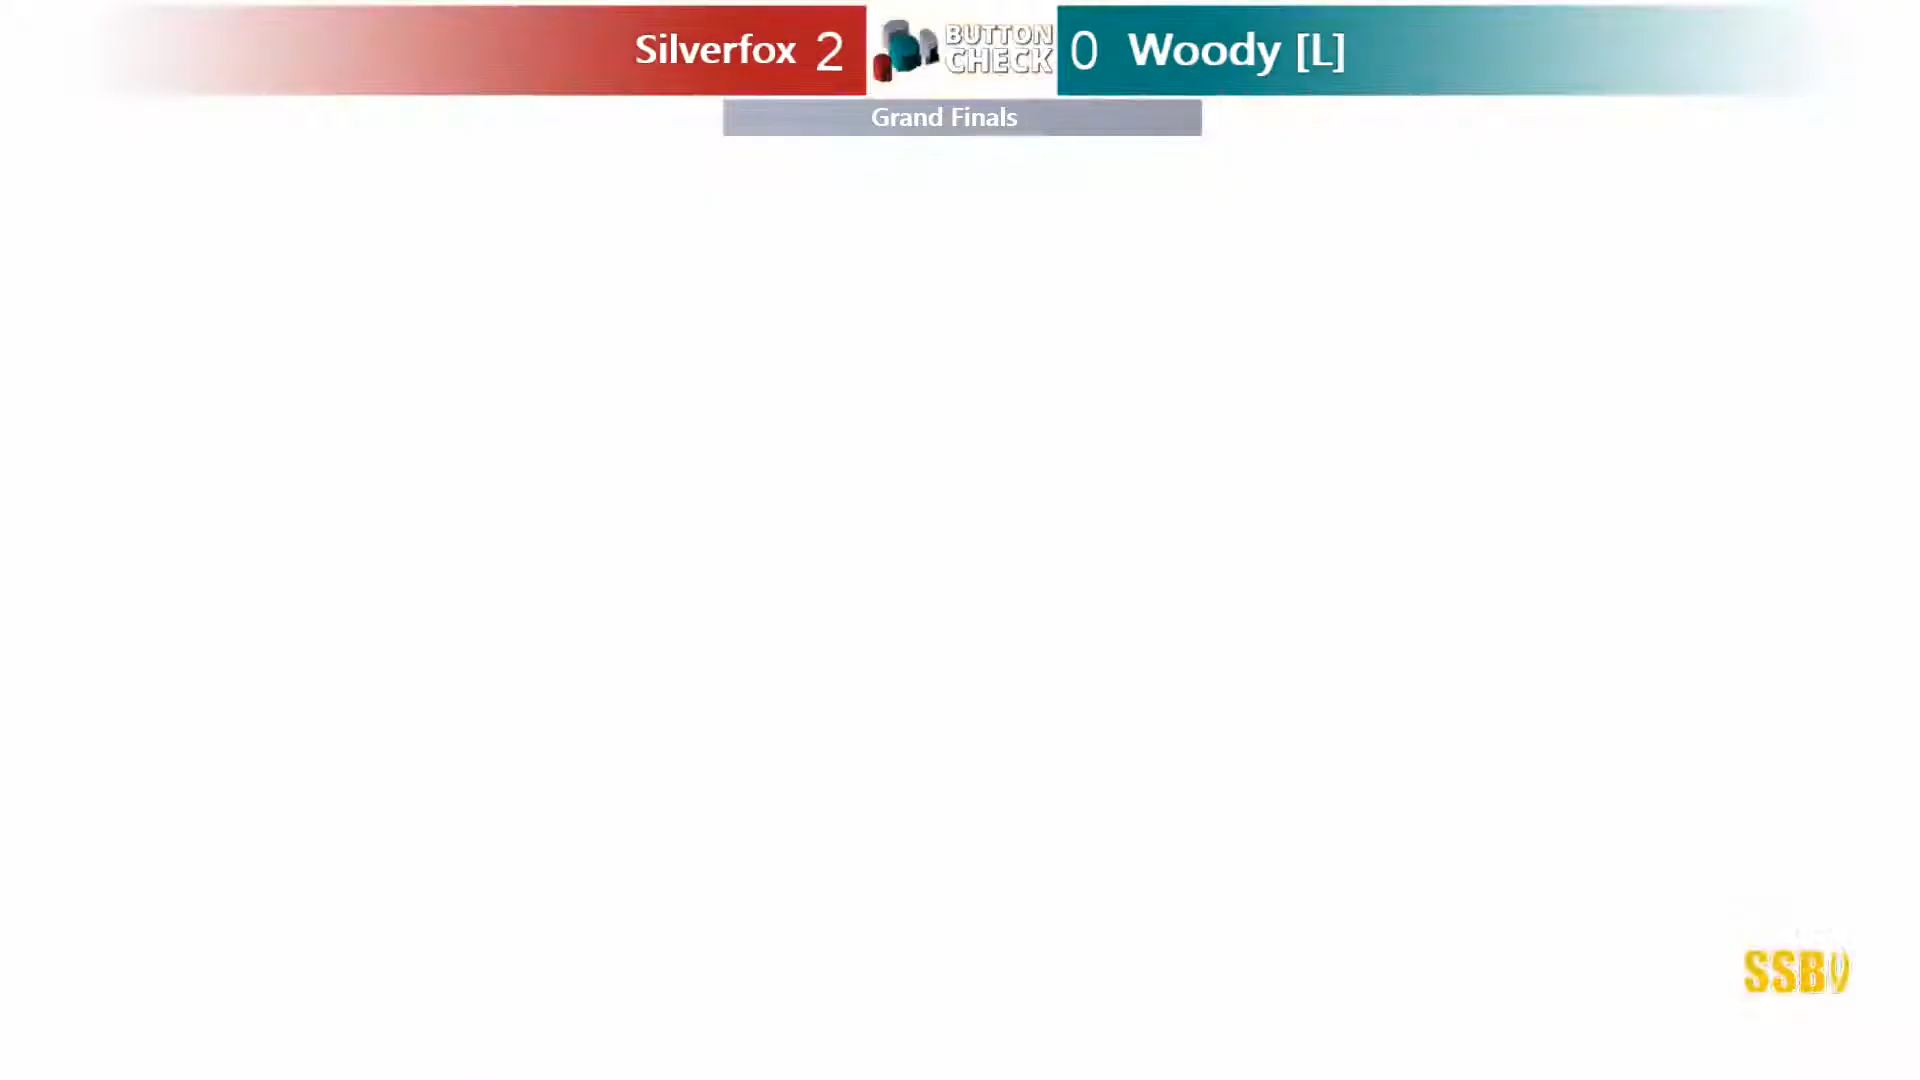 Silverfox 2
BUTTON
CHECK
0 Woody [L]
Grand Finals